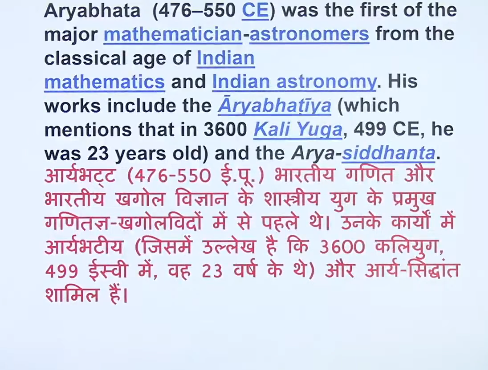 Aryabhata (476–550 CE) was the first of the
major mathematician-astronomers from the
classical age of Indian
mathematics and Indian astronomy. His
works include the Āryabhaṭīya (which
mentions that in 3600 Kali Yuga, 499 CE, he
was 23 years old) and the Arya-siddhanta.
आर्यभट्ट (476-550 ई.पू.) भारतीय गणित और
भारतीय खगोल विज्ञान के शास्त्रीय युग के प्रमुख
गणितज्ञ-खगोलविदों में से पहले थे। उनके कार्यों में
आर्यभटीय (जिसमें उल्लेख है कि 3600 कलियुग,
499 ईस्वी में, वह 23 वर्ष के थे) और आर्य-सिद्धांत
शामिल हैं।